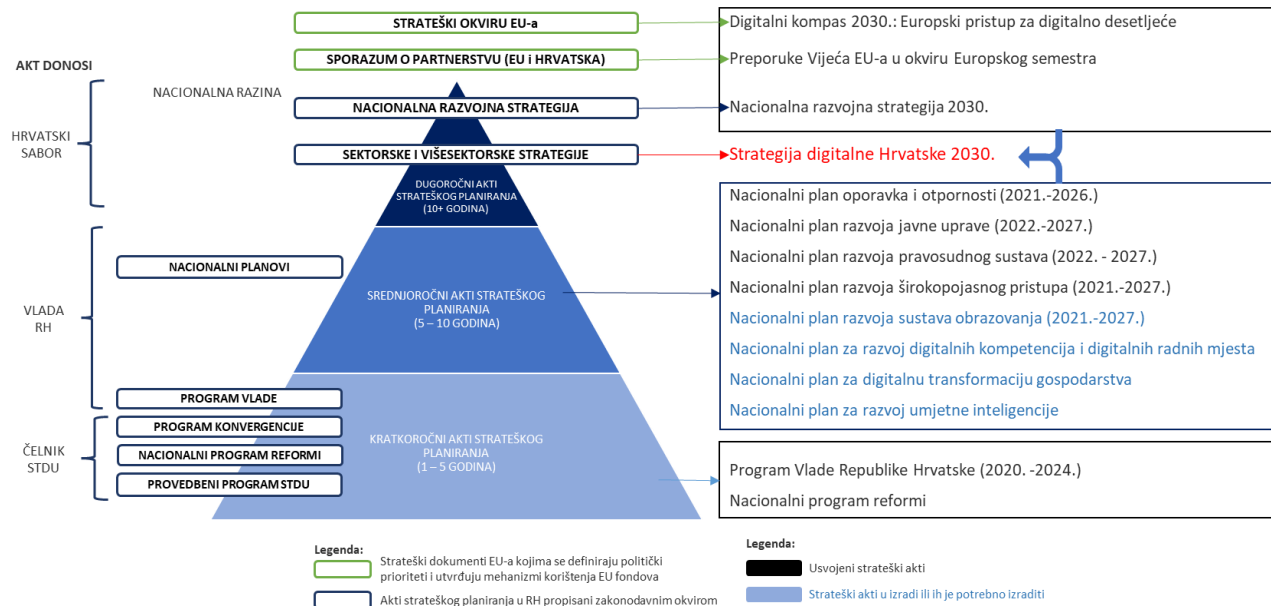 STRATEŠKI OKVIRU EU-a
Digitalni kompas 2030.: Europski pristup za digitalno desetljeće
SPORAZUM O PARTNERSTVU (EU i HRVATSKA)
Preporuke Vijeća EU-a u okviru Europskog semestra
AKT DONOSI
NACIONALNA RAZINA
NACIONALNA RAZVOJNA STRATEGIJA
Nacionalna razvojna strategija 2030.
HRVATSKI
SABOR
SEKTORSKE I VIŠESEKTORSKE STRATEGIJE
Strategija digitalne Hrvatske 2030.
DUGOROČNI AKTI
STRATEŠKOG PLANIRANJA
(10+ GODINA)
Nacionalni plan oporavka i otpornosti (2021.-2026.)
Nacionalni plan razvoja javne uprave (2022.-2027.)
Nacionalni plan razvoja pravosudnog sustava (2022. - 2027.)
Nacionalni plan razvoja širokopojasnog pristupa (2021.-2027.)
Nacionalni plan razvoja sustava obrazovanja (2021.-2027.)
Nacionalni plan za razvoj digitalnih kompetencija i digitalnih radnih mjesta
Nacionalni plan za digitalnu transformaciju gospodarstva
Nacionalni plan za razvoj umjetne inteligencije
NACIONALNI PLANOVI
SREDNJOROČNI AKTI STRATEŠKOG
PLANIRANJA
(5 – 10 GODINA)
VLADA
RH
PROGRAM VLADE
PROGRAM KONVERGENCIJE
NACIONALNI PROGRAM REFORMI
PROVEDBENI PROGRAM STDU
ČELNIK
STDU
KRATKOROČNI AKTI STRATEŠKOG
PLANIRANJA
(1 – 5 GODINA)
Program Vlade Republike Hrvatske (2020. -2024.)
Nacionalni program reformi
Legenda:
Strateški dokumenti EU-a kojima se definiraju politički
prioriteti i utvrđuju mehanizmi korištenja EU fondova
Akti strateškog planiranja u RH propisani zakonodavnim okvirom
Legenda:
Usvojeni strateški akti
Strateški akti u izradi ili ih je potrebno izraditi